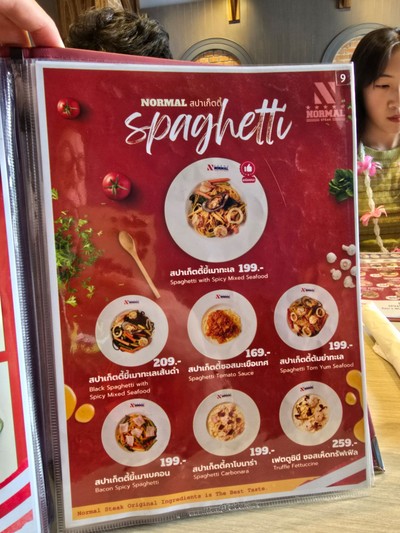 9
NORMAL
NORMAL สปาเก็ตตี้
spaghetti
สปาเก็ตตี้ขี้เมาทะเล 199.-
Spaghetti with Spicy Mixed Seafood
209.-
สปาเก็ตตี้ขี้เมาทะเลเส้นดำ
Black Spaghetti with
Spicy Mixed Seafood
169.-
สปาเก็ตตี้ซอสมะเขือเทศ
Spaghetti Tomato Sauce
199.-
สปาเก็ตตี้ต้มยำทะเล
Spaghetti Tom Yum Seafood
199.-
สปาเก็ตตี้ขี้เมาเบคอน
Bacon Spicy Spighetti
199.-
สปาเก็ตตี้คาโบนาร่า
Spaghetti Carbonara
259.-
เฟตตูชินี ซอสเห็ดทรัฟเฟิล
Truffle Fettuccine
Normal Steak Original Ingredients is The Best Taste